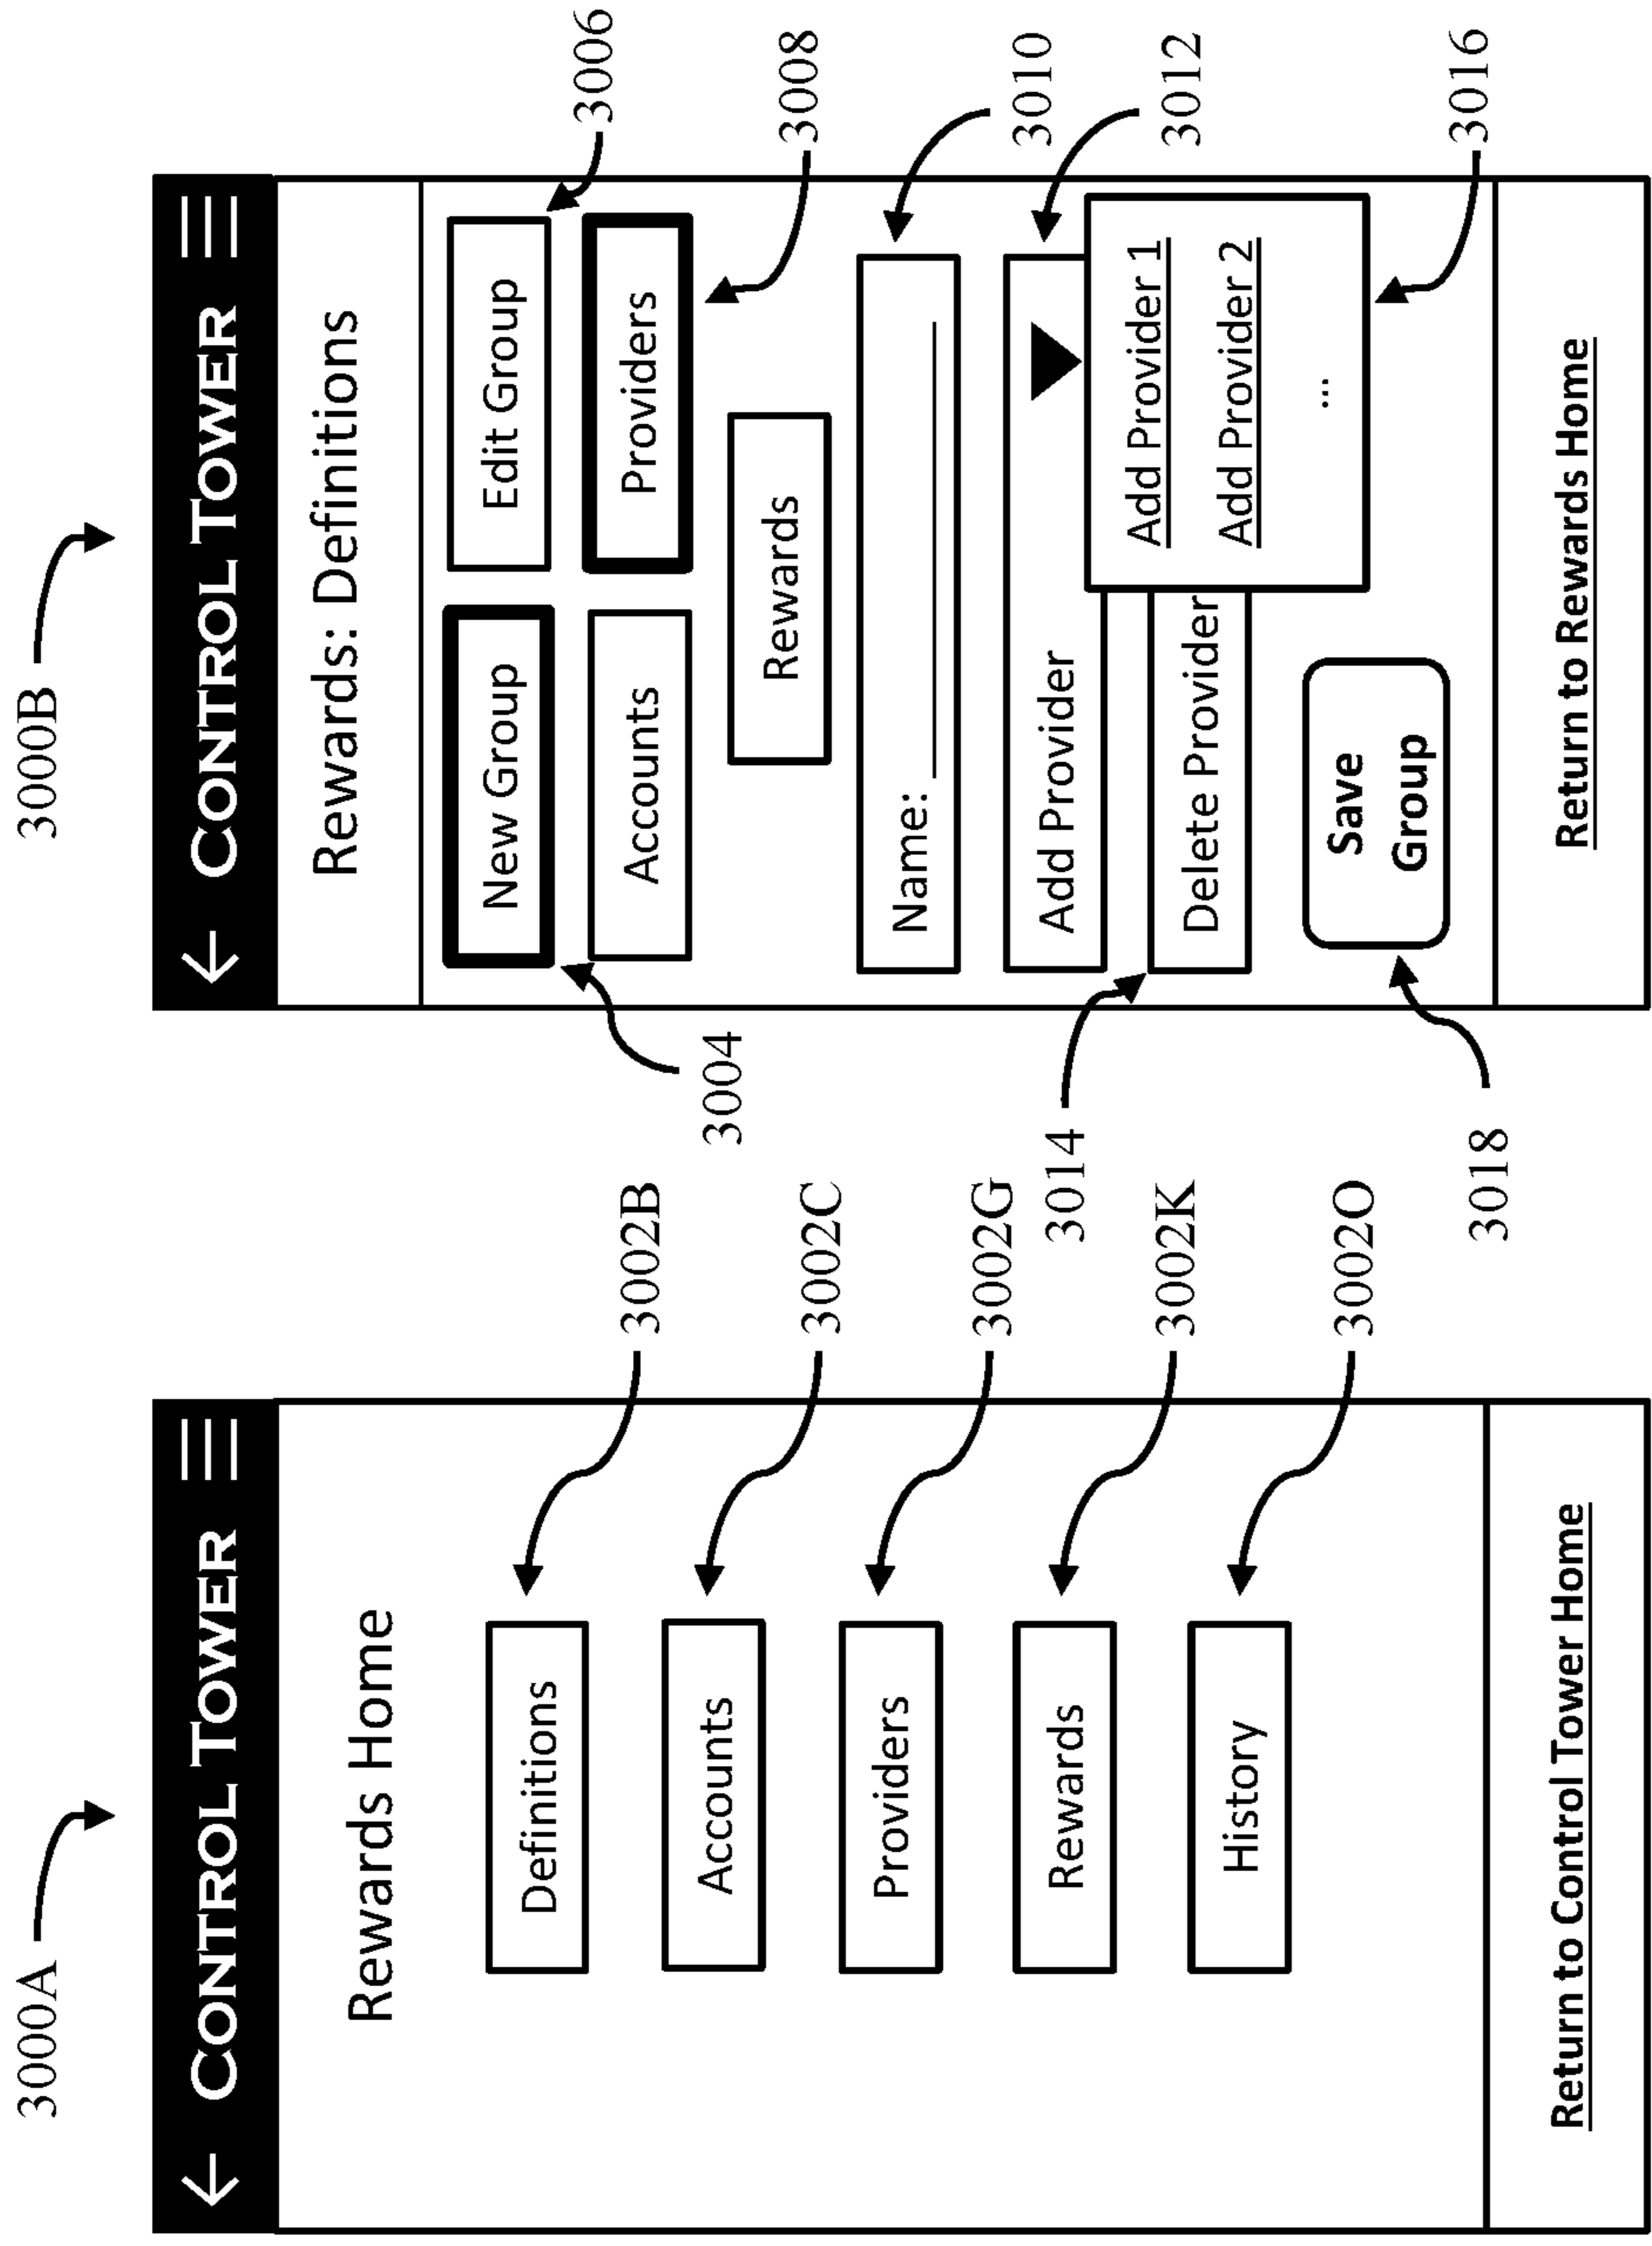 3000A
← CONTROL TOWER
Rewards Home
Definitions
3002B
Accounts
3002C
Providers
3002G
Rewards
3002K
History
3002O
Return to Control Tower Home
3000B
← CONTROL TOWER
Rewards: Definitions
New Group
Edit Group
3006
3004
Accounts
Providers
3008
Rewards
Name: ________
3010
Add Provider
3012
3014
Delete Provider
Add Provider 1
Add Provider 2
...
3016
Save
Group
3018
Return to Rewards Home